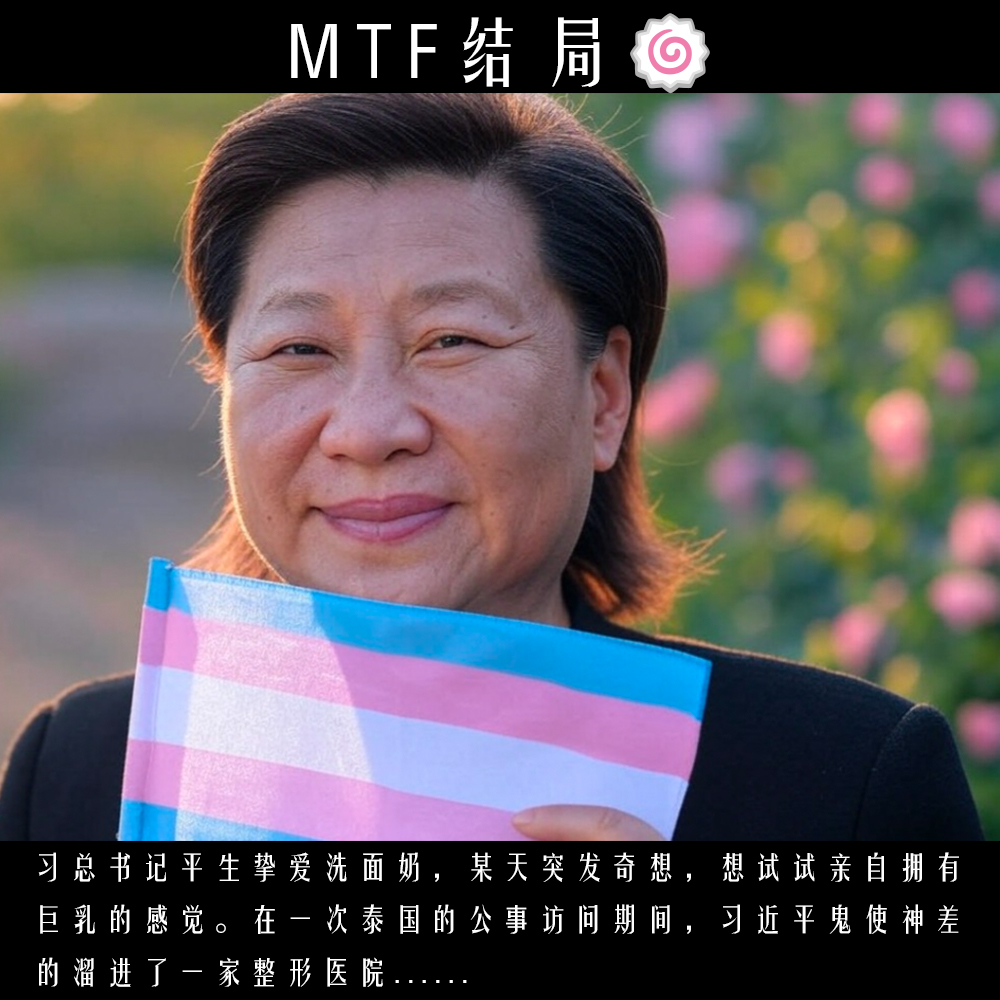 MTF结局
习总书记平生挚爱洗面奶，某天突发奇想，想试试亲自拥有
巨乳的感觉。在一次泰国的公事访问期间，习近平鬼使神差
的溜进了一家整形医院......